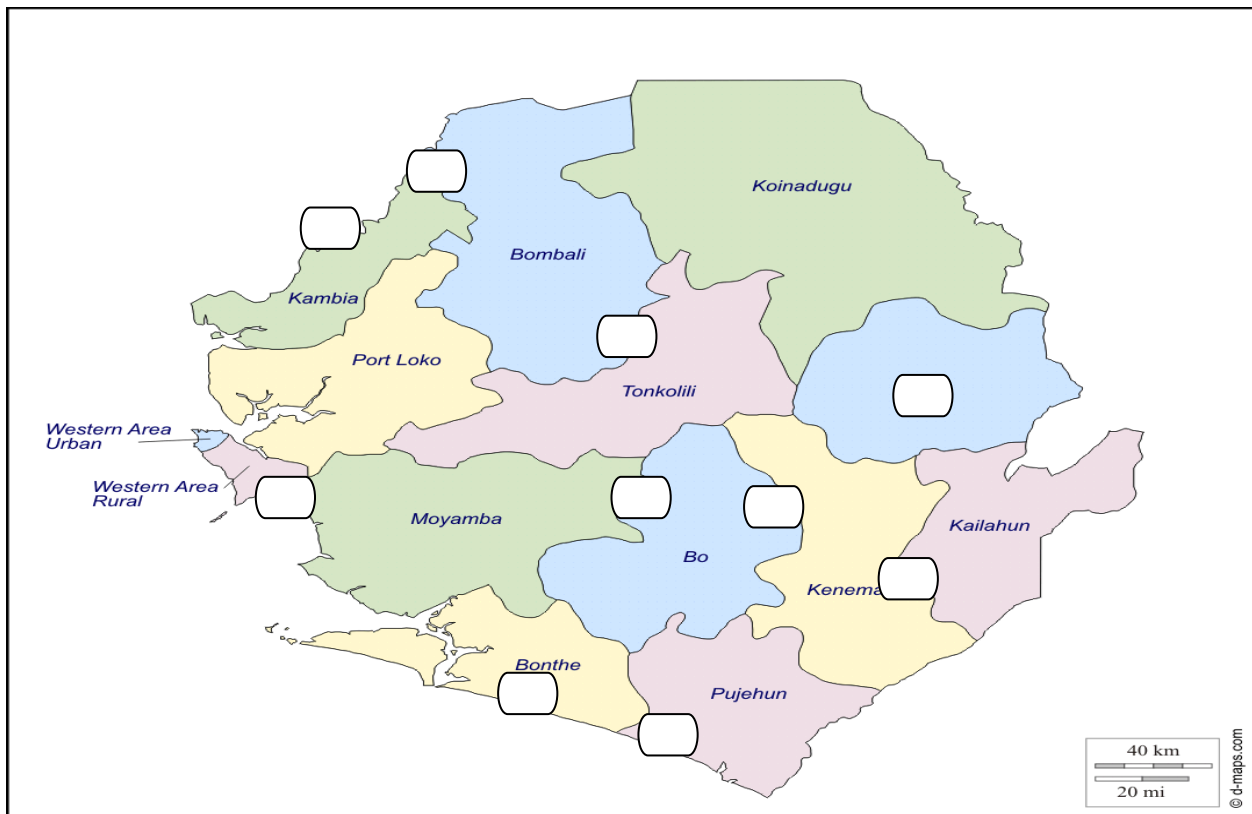 Koinadugu
Bombali
Kambia
Port Loko
Tonkolili
Western Area
Urban
Western Area
Rural
Moyamba
Kailahun
Bo
Kenema
Bonthe
Pujehun
40 km
20 mi
© d-maps.com